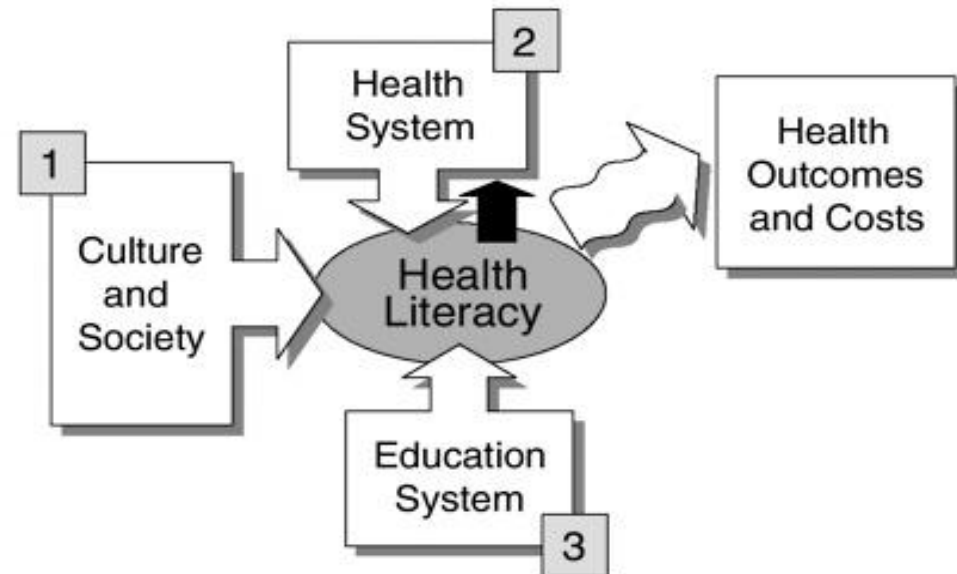 1
Culture
and
Society
2
Health
System
Health
Literacy
Education
System
3
Health
Outcomes
and Costs